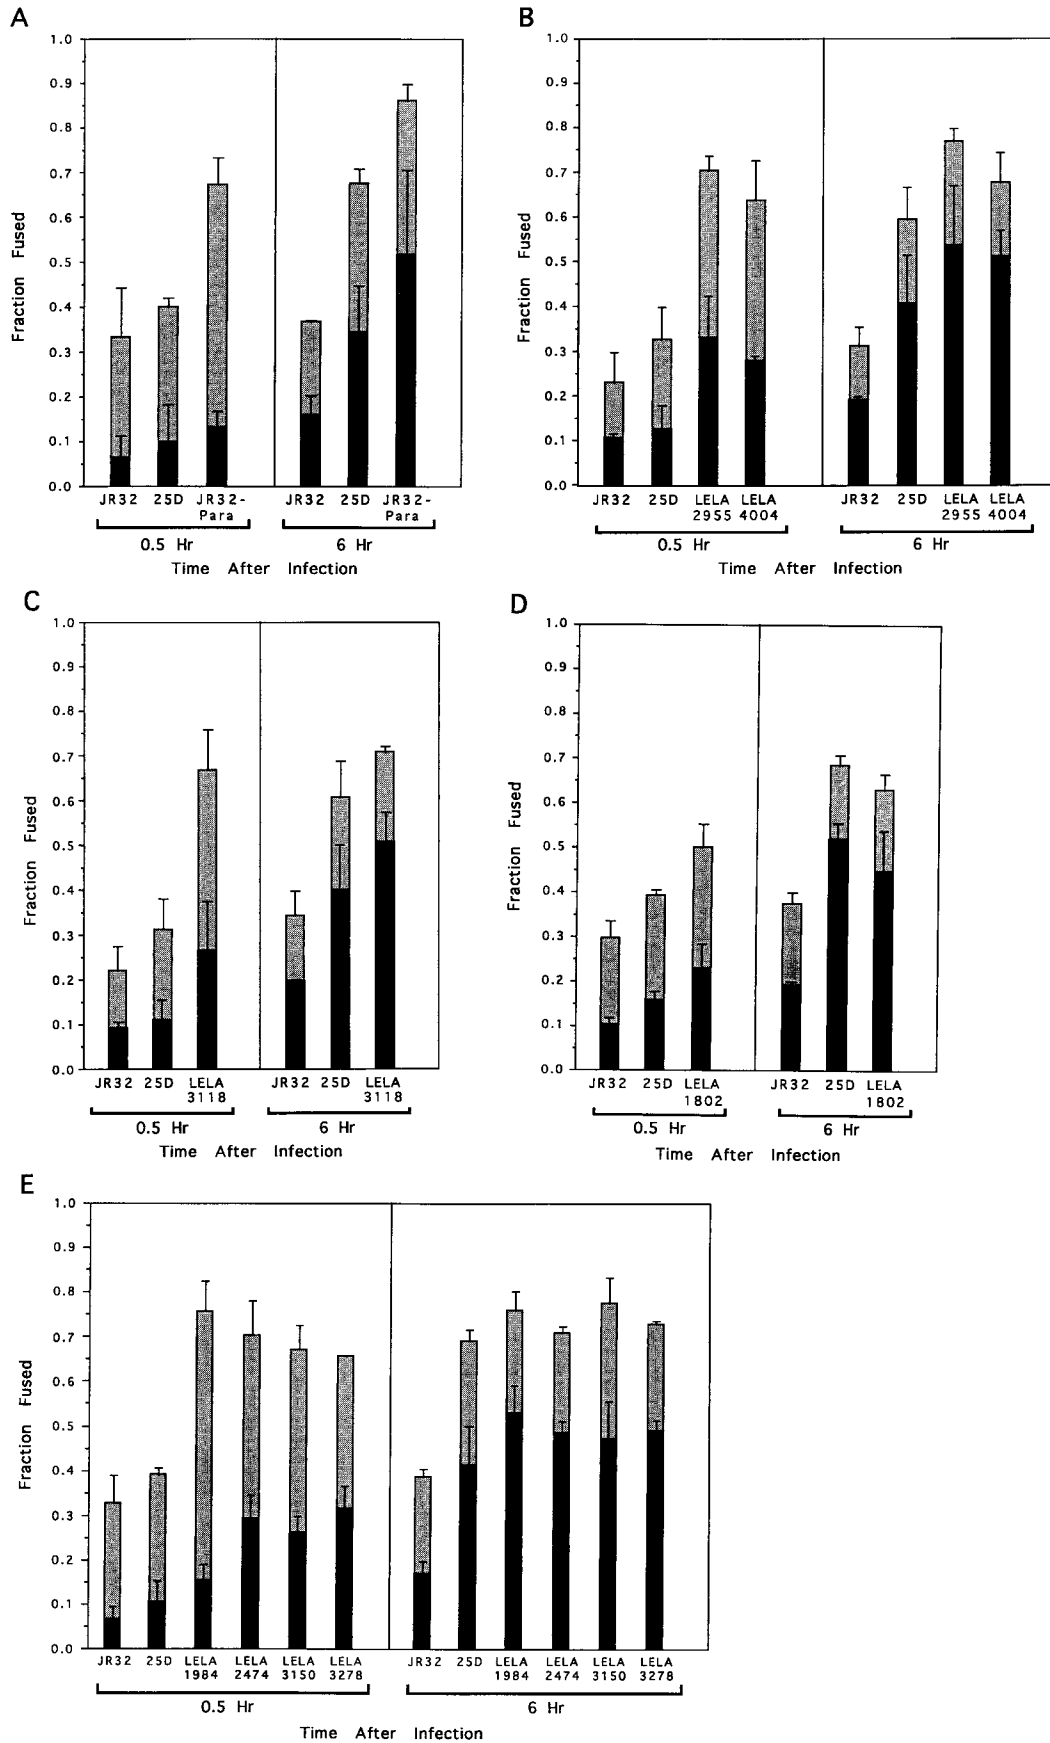 A
1.0
0.9
0.8
0.7
0.6
0.5
0.4
0.3
0.2
0.1
0.0
Fraction Fused
JR32 25D JR32- JR32 25D JR32-
Para Para
0.5 Hr 6 Hr
Time After Infection
B
1.0
0.9
0.8
0.7
0.6
0.5
0.4
0.3
0.2
0.1
0.0
Fraction Fused
JR32 25D LELA LELA JR32 25D LELA LELA
2955 4004 2955 4004
0.5 Hr 6 Hr
Time After Infection
C
1.0
0.9
0.8
0.7
0.6
0.5
0.4
0.3
0.2
0.1
0.0
Fraction Fused
JR32 25D LELA JR32 25D LELA
3118 3118
0.5 Hr 6 Hr
Time After Infection
D
1.0
0.9
0.8
0.7
0.6
0.5
0.4
0.3
0.2
0.1
0.0
Fraction Fused
JR32 25D LELA JR32 25D LELA
1802 1802
0.5 Hr 6 Hr
Time After Infection
E
1.0
0.9
0.8
0.7
0.6
0.5
0.4
0.3
0.2
0.1
0.0
Fraction Fused
JR32 25D LELA LELA LELA LELA JR32 25D LELA LELA LELA LELA
1984 2474 3150 3278 1984 2474 3150 3278
0.5 Hr 6 Hr
Time After Infection